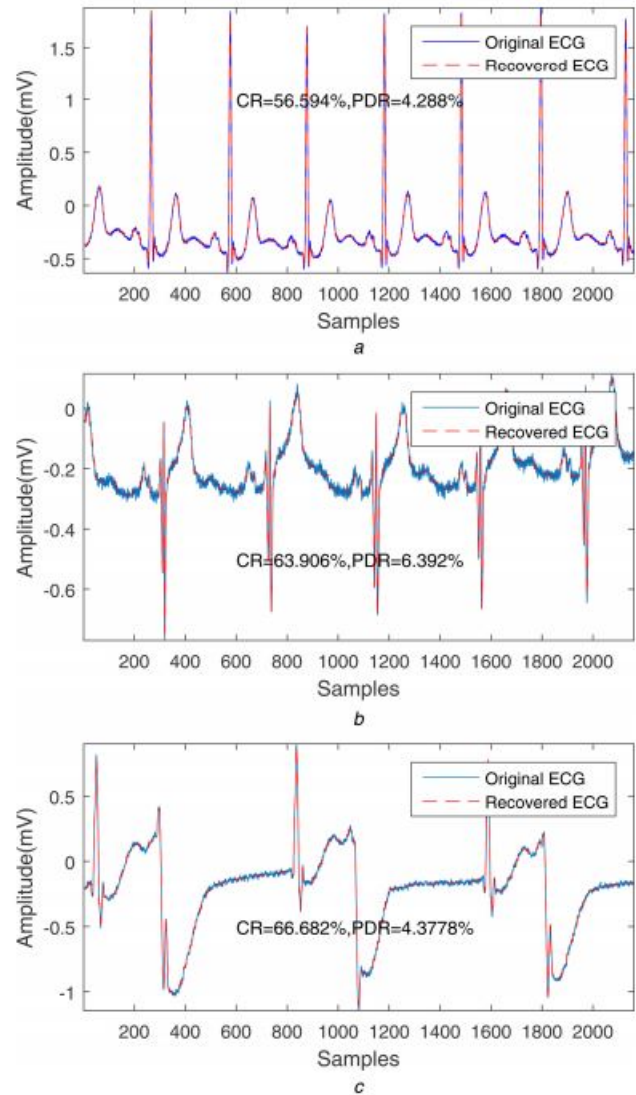 Original ECG
Recovered ECG
CR=56.594%,PDR=4.288%
Amplitude(mV)
1.5
1
0.5
0
-0.5
200 400 600 800 1000 1200 1400 1600 1800 2000
Samples
a
Original ECG
Recovered ECG
CR=63.906%,PDR=6.392%
Amplitude(mV)
0
-0.2
-0.4
-0.6
200 400 600 800 1000 1200 1400 1600 1800 2000
Samples
b
Original ECG
Recovered ECG
CR=66.682%,PDR=4.3778%
Amplitude(mV)
0.5
0
-0.5
-1
200 400 600 800 1000 1200 1400 1600 1800 2000
Samples
c